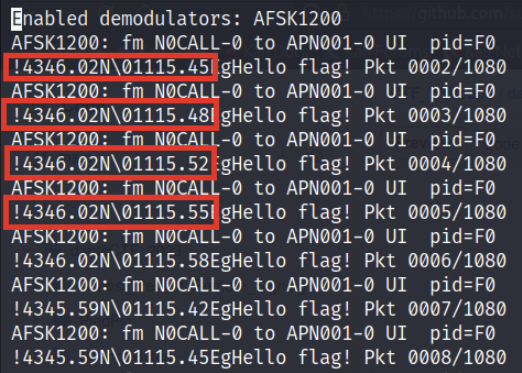 Enabled demodulators: AFSK1200
AFSK1200: fm N0CALL-0 to APN001-0 UI  pid=F0
!4346.02N\01115.45EgHello flag! Pkt 0002/1080
AFSK1200: fm N0CALL-0 to APN001-0 UI  pid=F0
!4346.02N\01115.48EgHello flag! Pkt 0003/1080
AFSK1200: fm N0CALL-0 to APN001-0 UI  pid=F0
!4346.02N\01115.52EgHello flag! Pkt 0004/1080
AFSK1200: fm N0CALL-0 to APN001-0 UI  pid=F0
!4346.02N\01115.55EgHello flag! Pkt 0005/1080
AFSK1200: fm N0CALL-0 to APN001-0 UI  pid=F0
!4346.02N\01115.58EgHello flag! Pkt 0006/1080
AFSK1200: fm N0CALL-0 to APN001-0 UI  pid=F0
!4345.59N\01115.42EgHello flag! Pkt 0007/1080
AFSK1200: fm N0CALL-0 to APN001-0 UI  pid=F0
!4345.59N\01115.45EgHello flag! Pkt 0008/1080